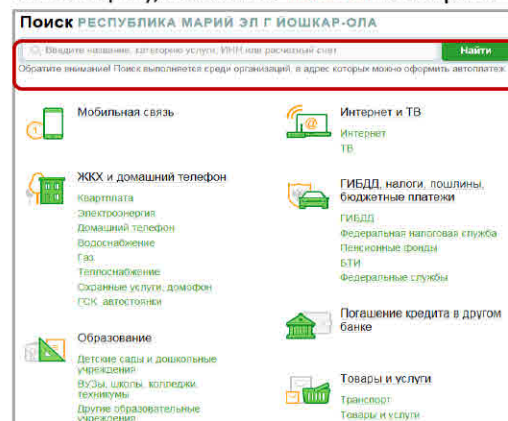 Поиск РЕСПУБЛИКА МАРИЙ ЭЛ Г ЙОШКАР-ОЛА
Введите название, категорию услуги, ИНН или расчетный счет
Найти
Обратите внимание! Поиск выполняется среди организаций, в адрес которых можно оформить автоплатеж.
Мобильная связь
ЖКХ и домашний телефон
Квартплата
Электроэнергия
Домашний телефон
Водоснабжение
Газ
Теплоснабжение
Охранные услуги, домофон
ГСК, автостоянки
Образование
Детские сады и дошкольные
учреждения
ВУЗы, школы, колледжи,
техникумы
Другие образовательные
учреждения
Интернет и ТВ
Интернет
ТВ
ГИБДД, налоги, пошлины,
бюджетные платежи
ГИБДД
Федеральная налоговая служба
Пенсионные фонды
БТИ
Федеральные службы
Погашение кредита в другом
банке
Товары и услуги
Транспорт
Товары и услуги